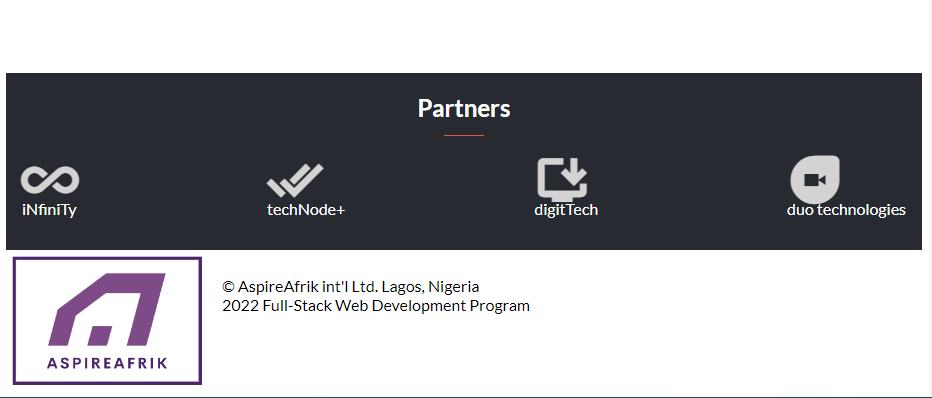 Partners
iNfiniTy
techNode+
digitTech
duo technologies
ASPIREAFRIK
© AspireAfrik int'l Ltd. Lagos, Nigeria
2022 Full-Stack Web Development Program